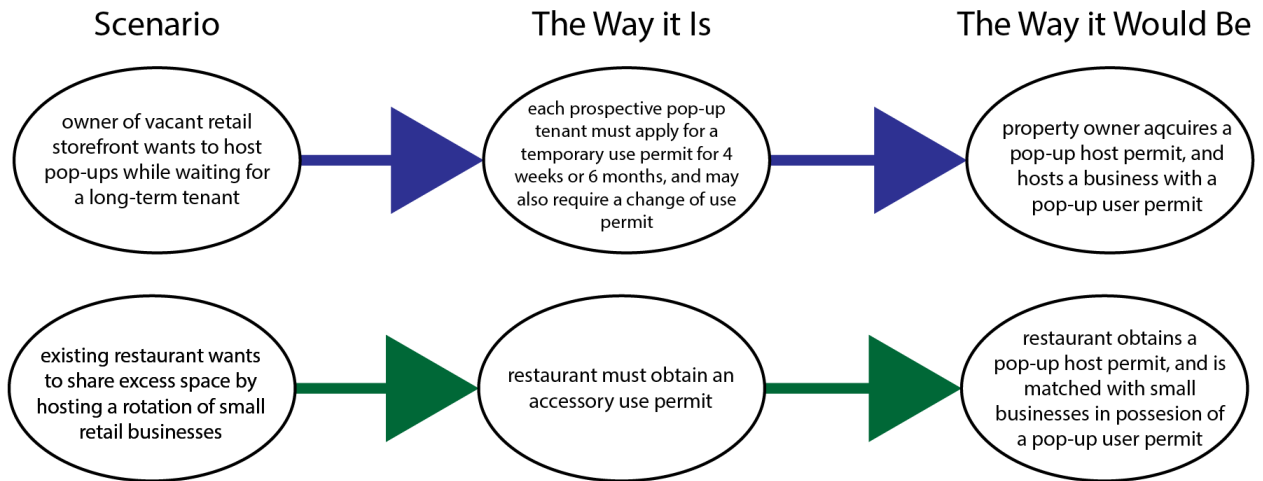 Scenario
The Way it Is
The Way it Would Be
owner of vacant retail
storefront wants to host
pop-ups while waiting for
a long-term tenant
each prospective pop-up
tenant must apply for a
temporary use permit for 4
weeks or 6 months, and may
also require a change of use
permit
property owner aqcuires a
pop-up host permit, and
hosts a business with a
pop-up user permit
existing restaurant wants
to share excess space by
hosting a rotation of small
retail businesses
restaurant must obtain an
accessory use permit
restaurant obtains a
pop-up host permit, and is
matched with small
businesses in possesion of
a pop-up user permit